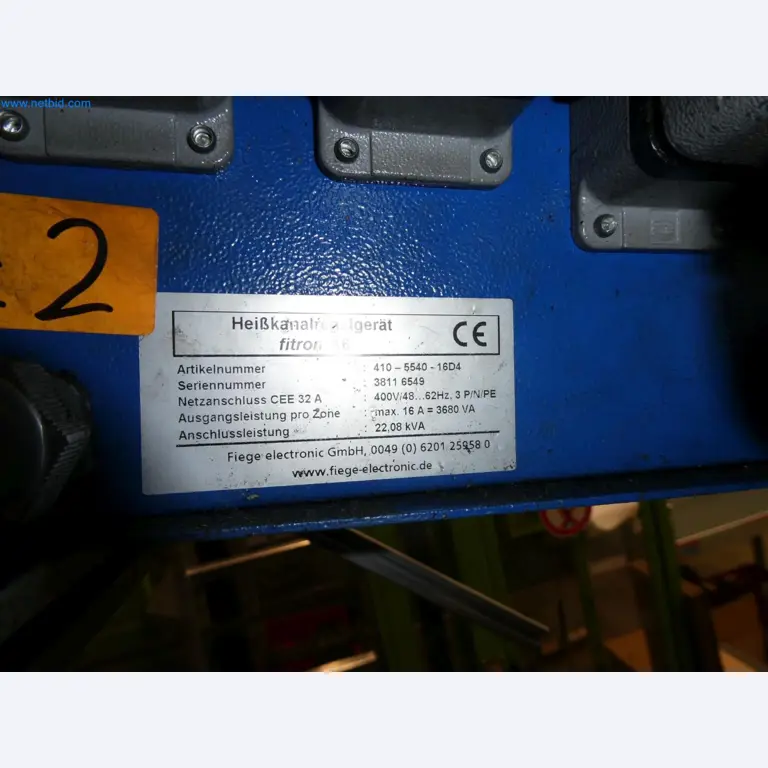 www.netbid.com
2
CE
fitron
Artikelnummer : 410 – 5540 - 16D4
Seriennummer : 3811 6549
Netzanschluss CEE 32 A : 400V/48...62Hz, 3 P/N/PE
Ausgangsleistung pro Zone : max. 16 A = 3680 VA
Anschlussleistung : 22,08 kVA
Fiege electronic GmbH, 0049 (0) 6201 25958 0
www.fiege-electronic.de